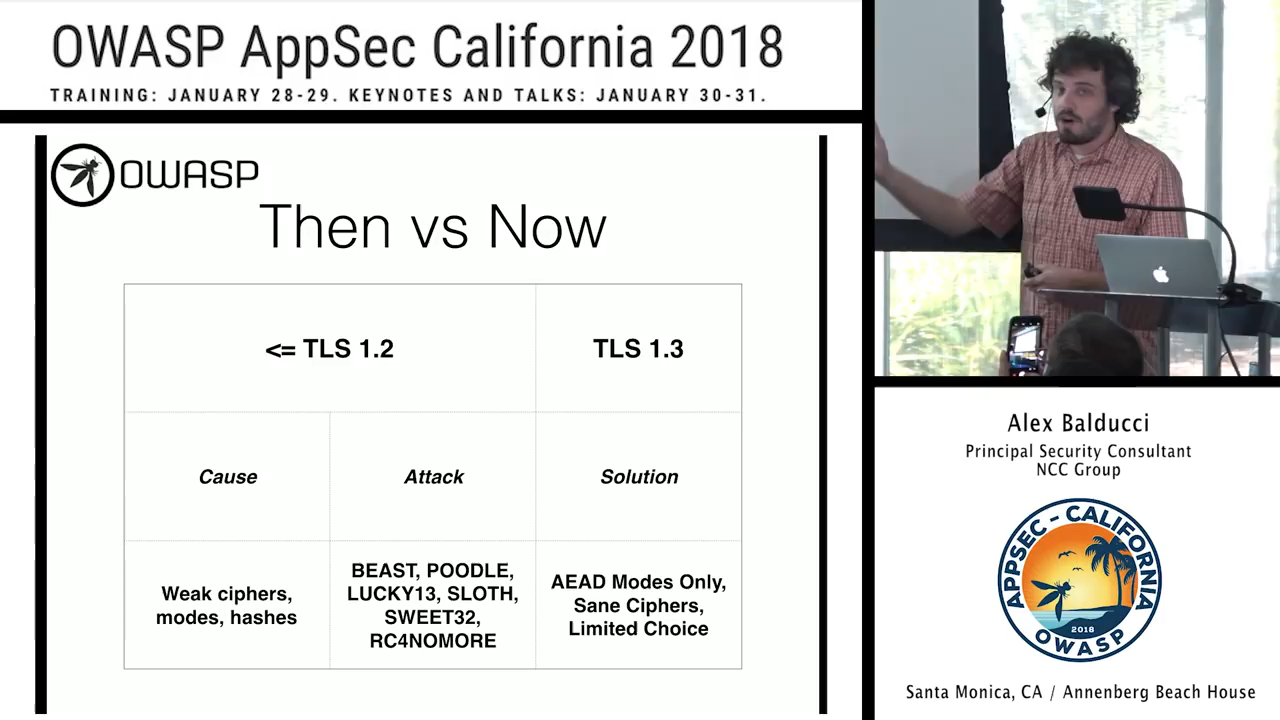 OWASP AppSec California 2018
TRAINING: JANUARY 28-29. KEYNOTES AND TALKS: JANUARY 30-31.
OWASP
Then vs Now
<= TLS 1.2
TLS 1.3
Cause
Attack
Solution
Weak ciphers,
modes, hashes
BEAST, POODLE,
LUCKY13, SLOTH,
SWEET32,
RC4NOMORE
AEAD Modes Only,
Sane Ciphers,
Limited Choice
Alex Balducci
Principal Security Consultant
NCC Group
APPSEC - CALIFORNIA
2018
OWASP
Santa Monica, CA / Annenberg Beach House